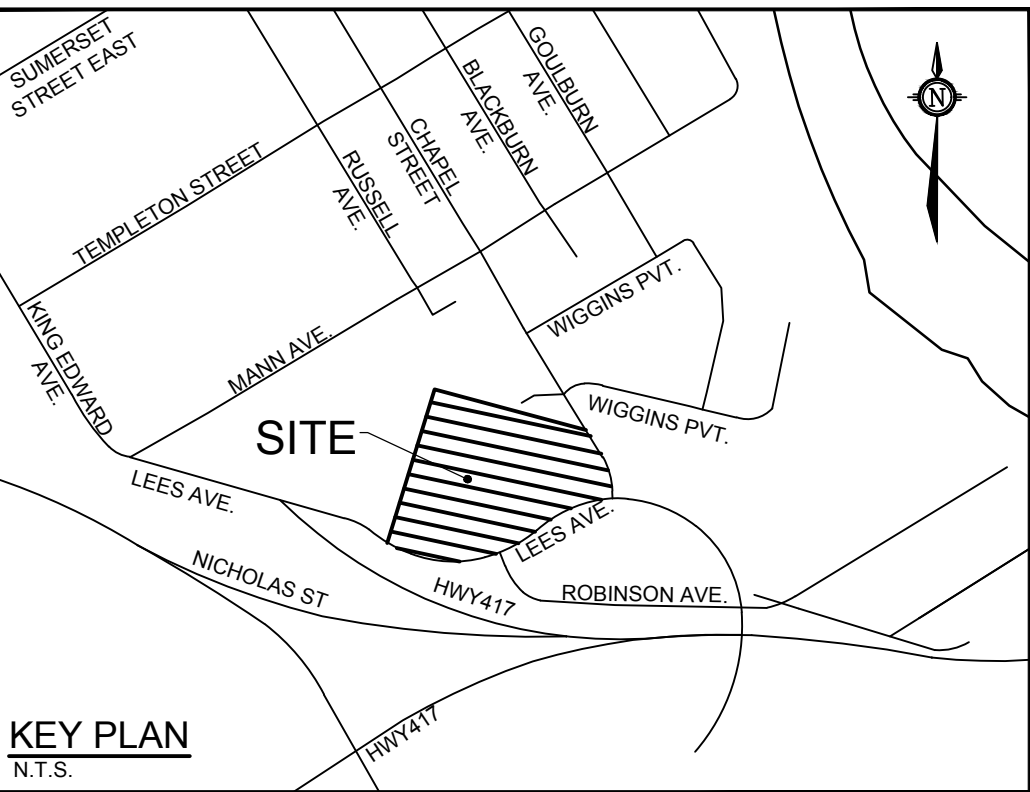 SUMERSET
STREET EAST
GOULBURN
AVE.
BLACKBURN
AVE.
N
CHAPEL
STREET
RUSSELL
AVE.
TEMPLETON STREET
WIGGINS PVT.
KING EDWARD
AVE.
MANN AVE.
WIGGINS PVT.
SITE
LEES AVE.
LEES AVE.
NICHOLAS ST
HWY417
ROBINSON AVE.
HWY417
KEY PLAN
N.T.S.